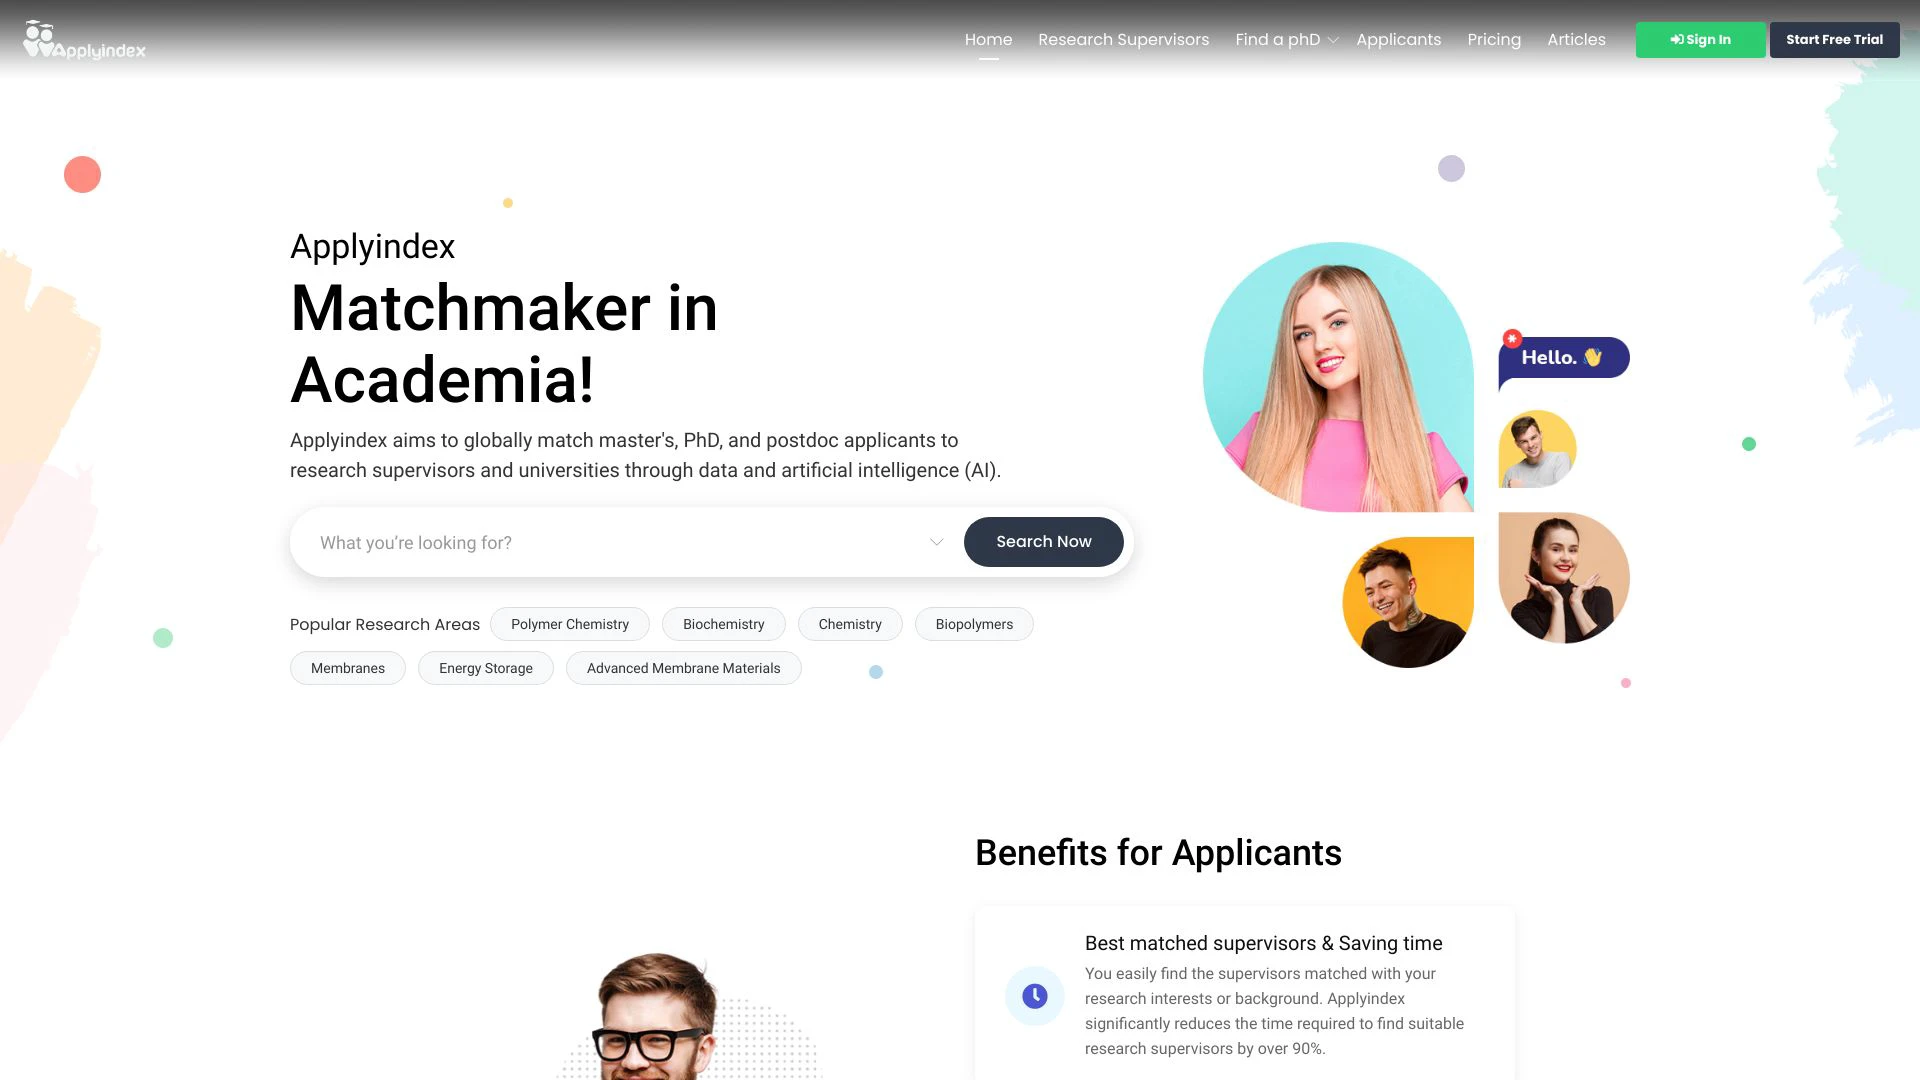 Applyindex
Home
Research Supervisors
Find a phD
Applicants
Pricing
Articles
Sign In
Start Free Trial
Applyindex
Matchmaker in
Academia!
Applyindex aims to globally match master's, PhD, and postdoc applicants to
research supervisors and universities through data and artificial intelligence (AI).
What you're looking for?
Search Now
Popular Research Areas
Polymer Chemistry
Biochemistry
Chemistry
Biopolymers
Membranes
Energy Storage
Advanced Membrane Materials
Hello. 👋
Benefits for Applicants
Best matched supervisors & Saving time
You easily find the supervisors matched with your
research interests or background. Applyindex
significantly reduces the time required to find suitable
research supervisors by over 90%.